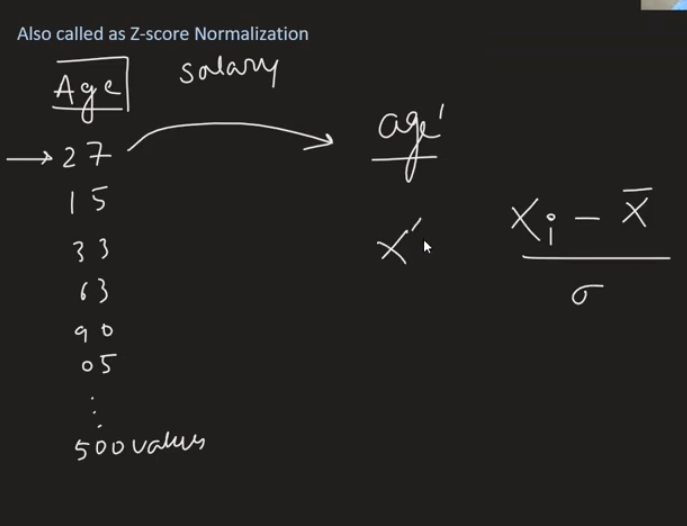 Also called as Z-score Normalization
Age salary
27 age'
15
33 x' xi - x̄
63 σ
90
05
⋮
500 values